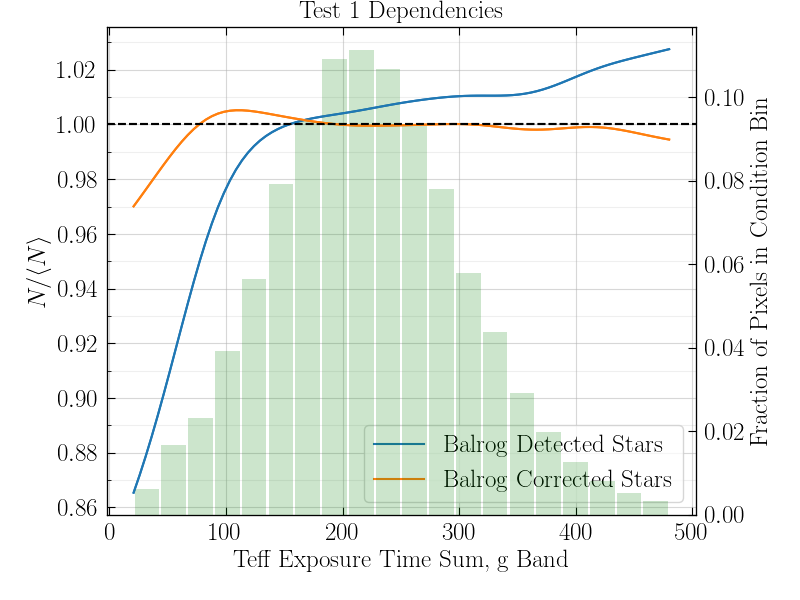 Test 1 Dependencies
N/⟨N⟩
1.02
1.00
0.98
0.96
0.94
0.92
0.90
0.88
0.86
0.10
0.08
0.06
0.04
0.02
0.00
Fraction of Pixels in Condition Bin
Balrog Detected Stars
Balrog Corrected Stars
0 100 200 300 400 500
Teff Exposure Time Sum, g Band